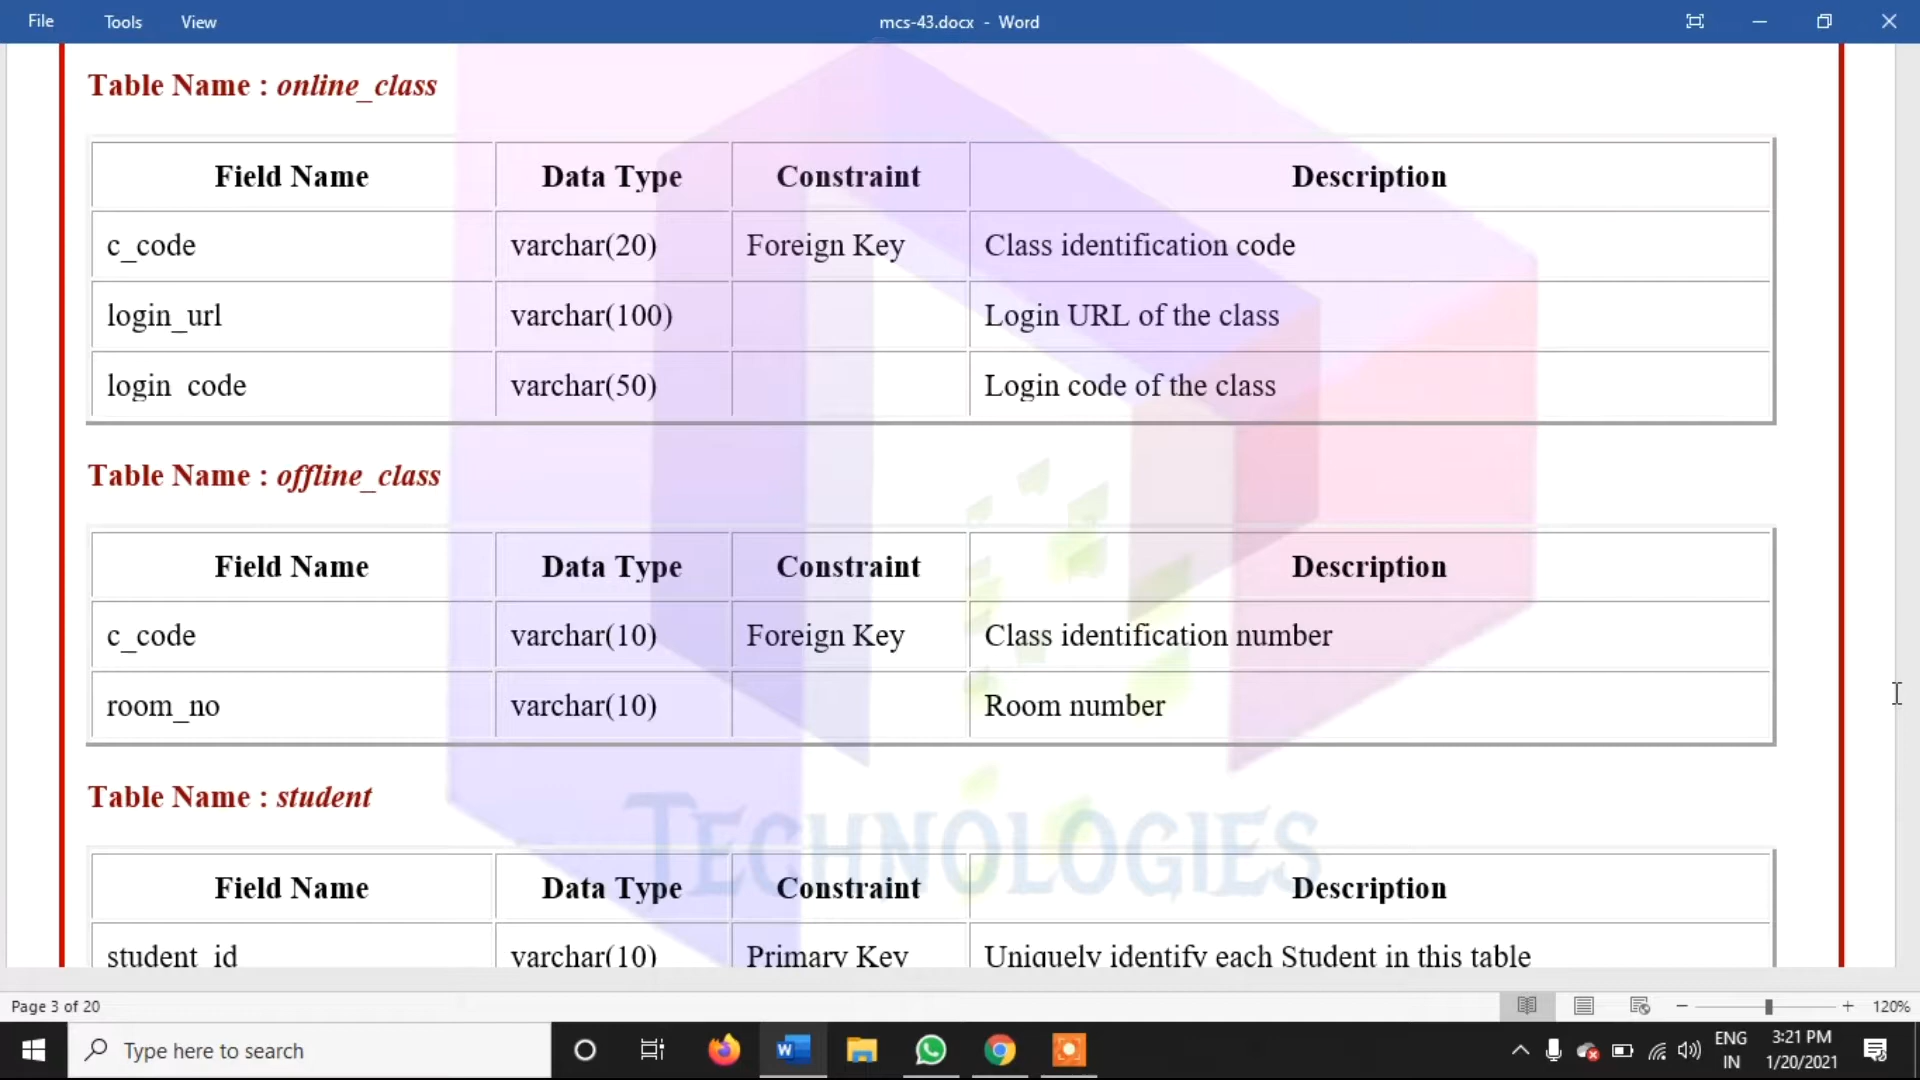 File Tools View mcs-43.docx - Word
Table Name : online_class
Field Name Data Type Constraint Description
c_code varchar(20) Foreign Key Class identification code
login_url varchar(100) Login URL of the class
login_code varchar(50) Login code of the class
Table Name : offline_class
Field Name Data Type Constraint Description
c_code varchar(10) Foreign Key Class identification number
room_no varchar(10) Room number
Table Name : student
TECHNOLOGIES
Field Name Data Type Constraint Description
student_id varchar(10) Primary Key Uniquely identify each Student in this table
Page 3 of 20 120%
Type here to search ENG 3:21 PM
IN 1/20/2021